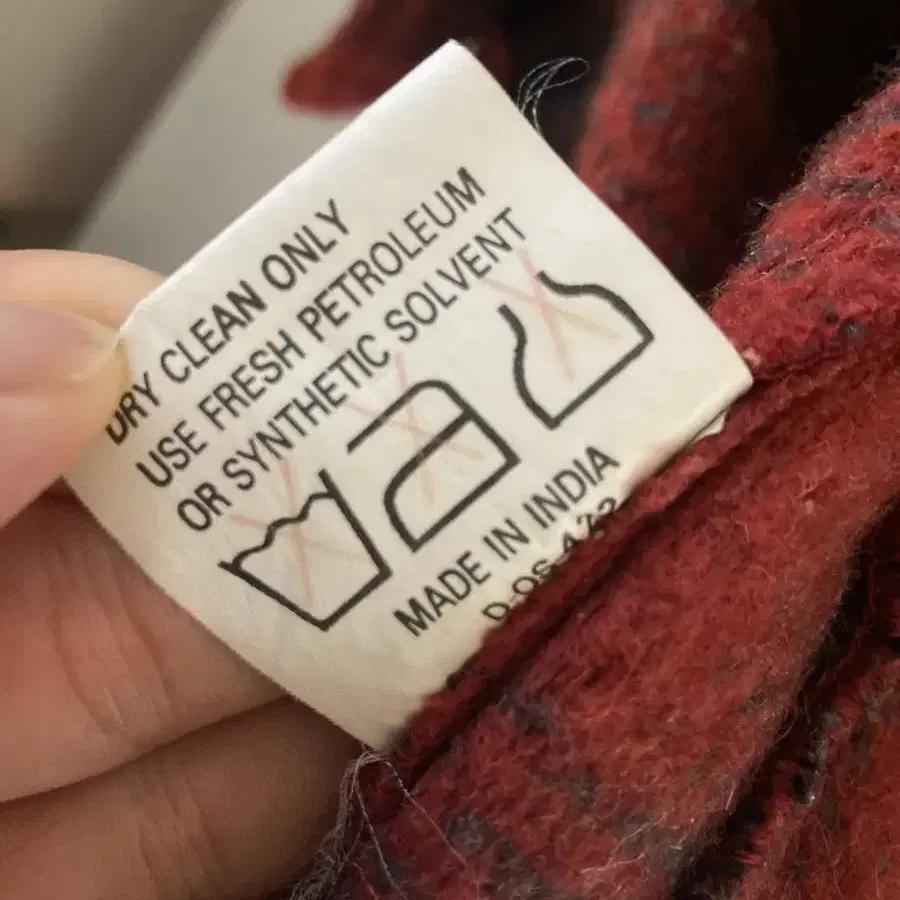 DRY CLEAN ONLY
USE FRESH PETROLEUM
OR SYNTHETIC SOLVENT
MADE IN INDIA